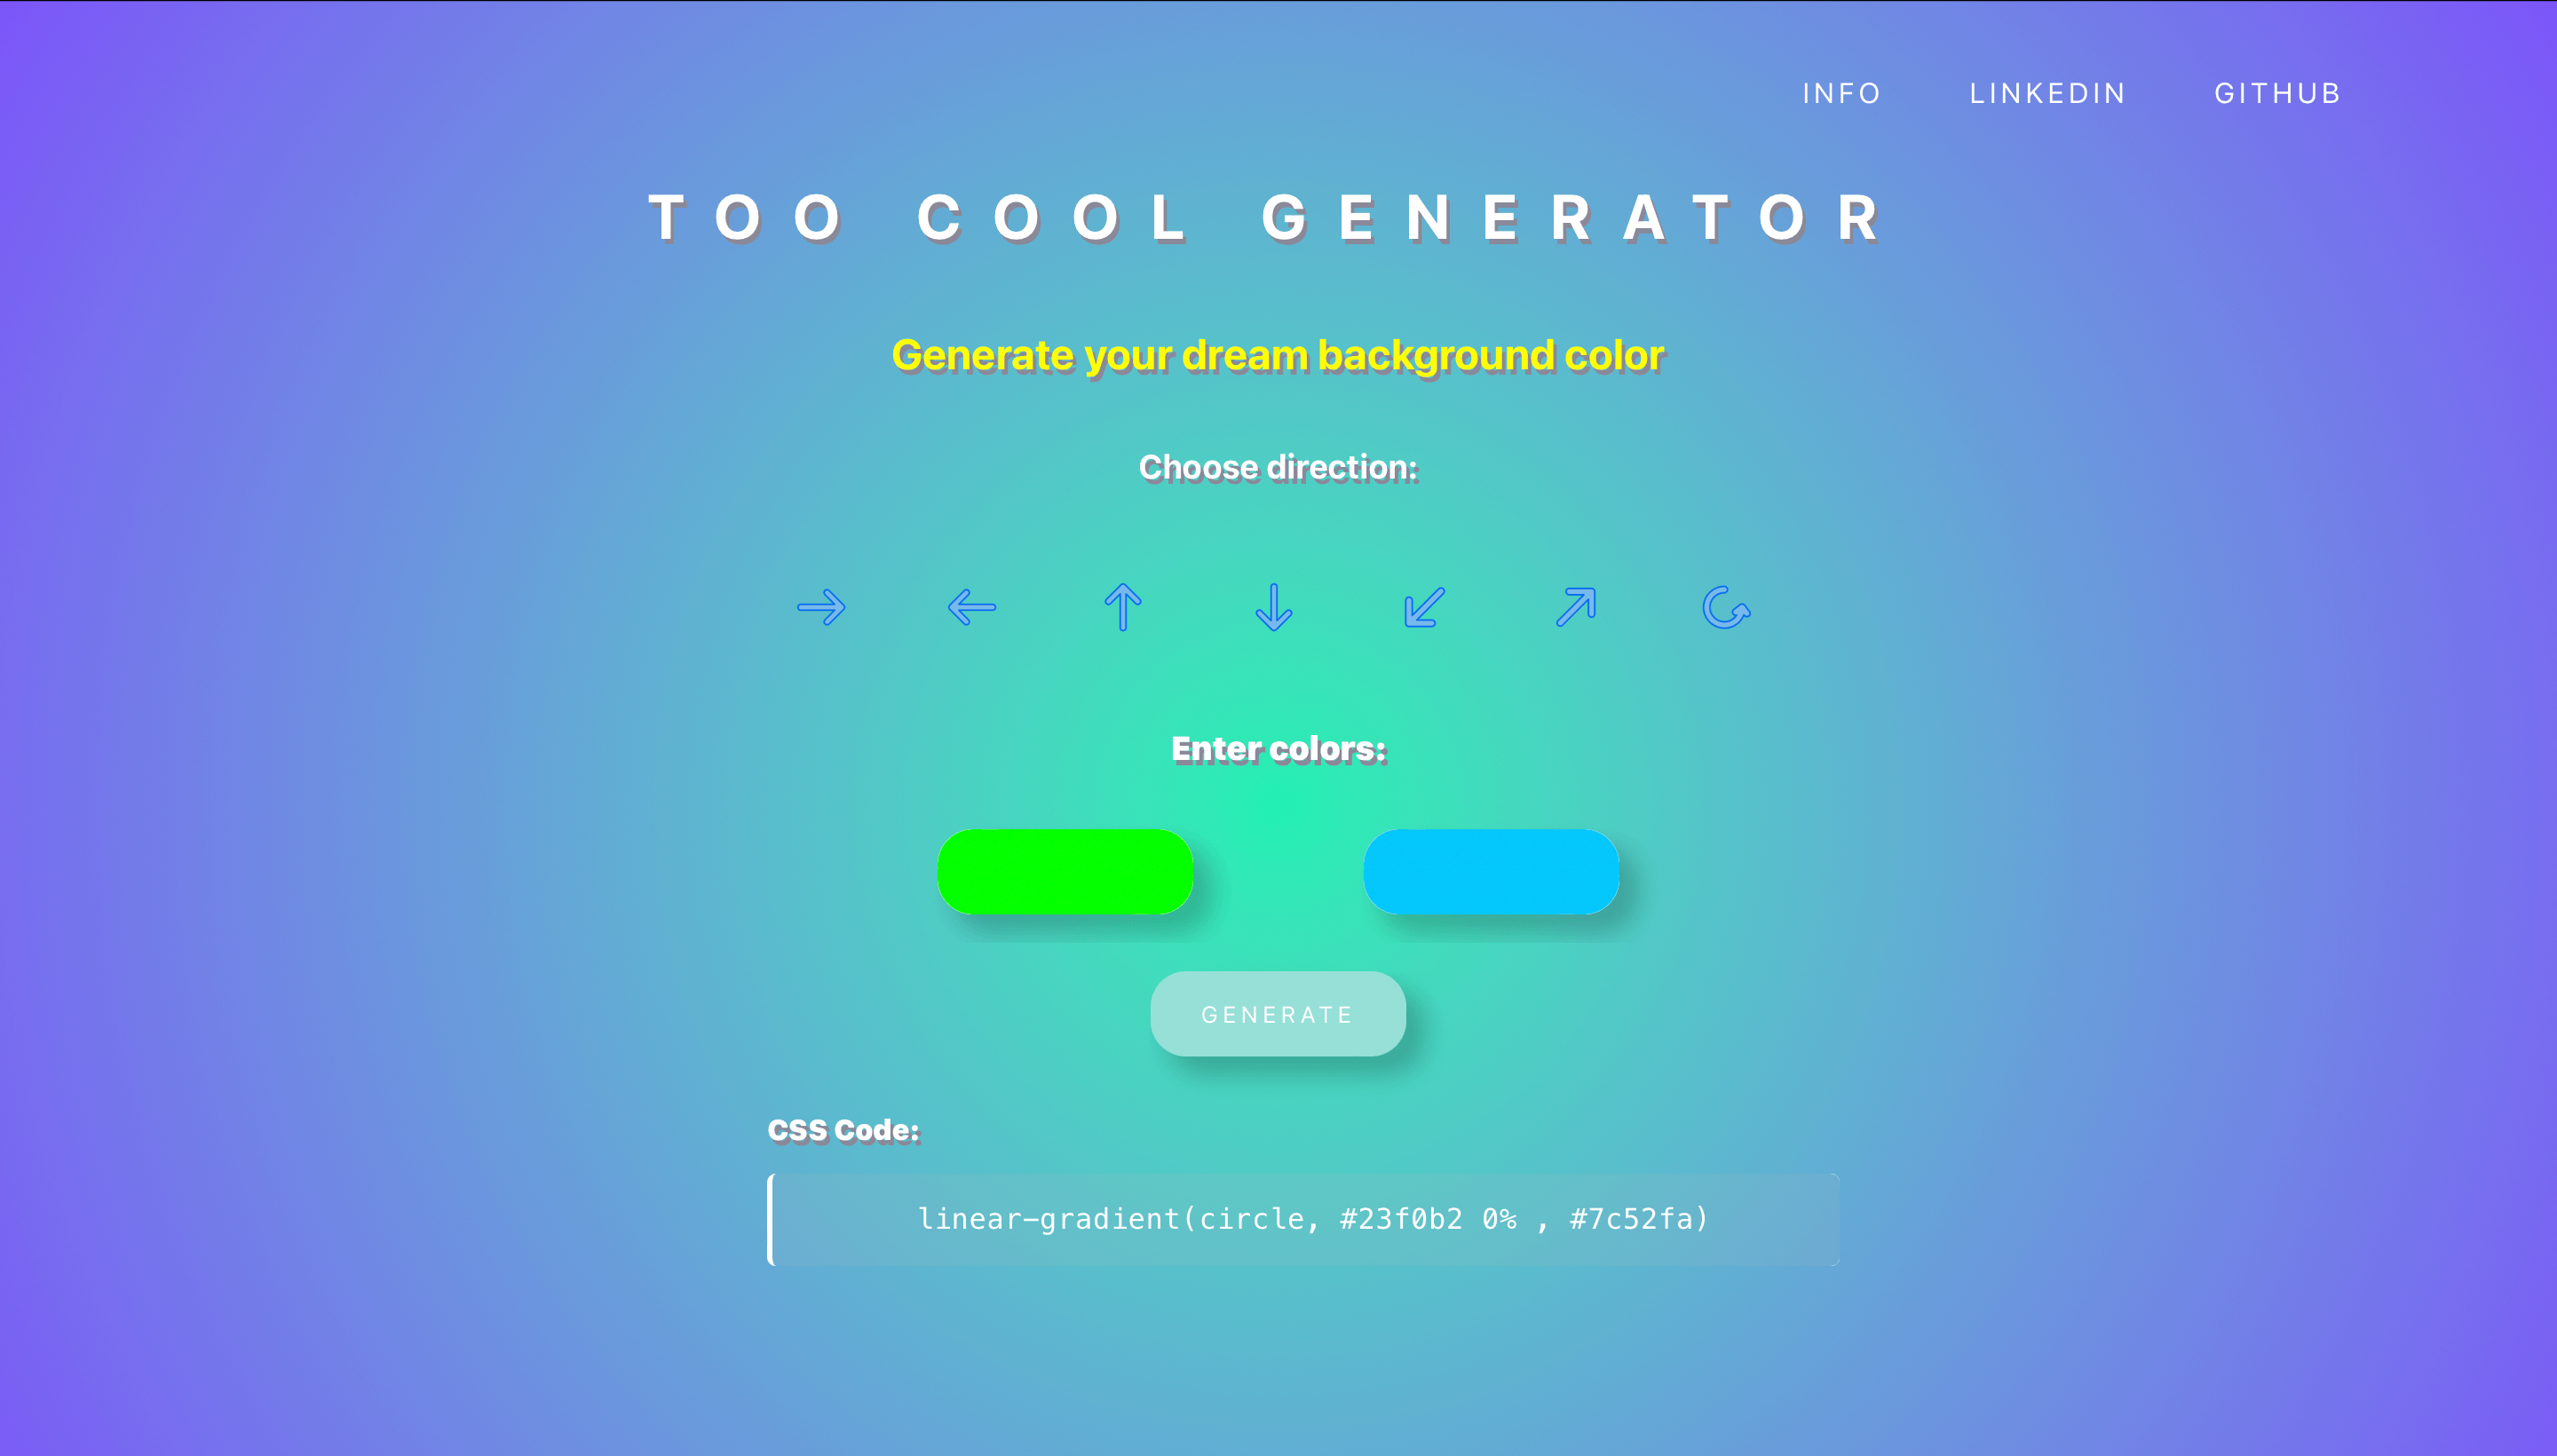 INFO LINKEDIN GITHUB
TOO COOL GENERATOR
Generate your dream background color
Choose direction:
Enter colors:
GENERATE
CSS Code:
linear-gradient(circle, #23f0b2 0% , #7c52fa)